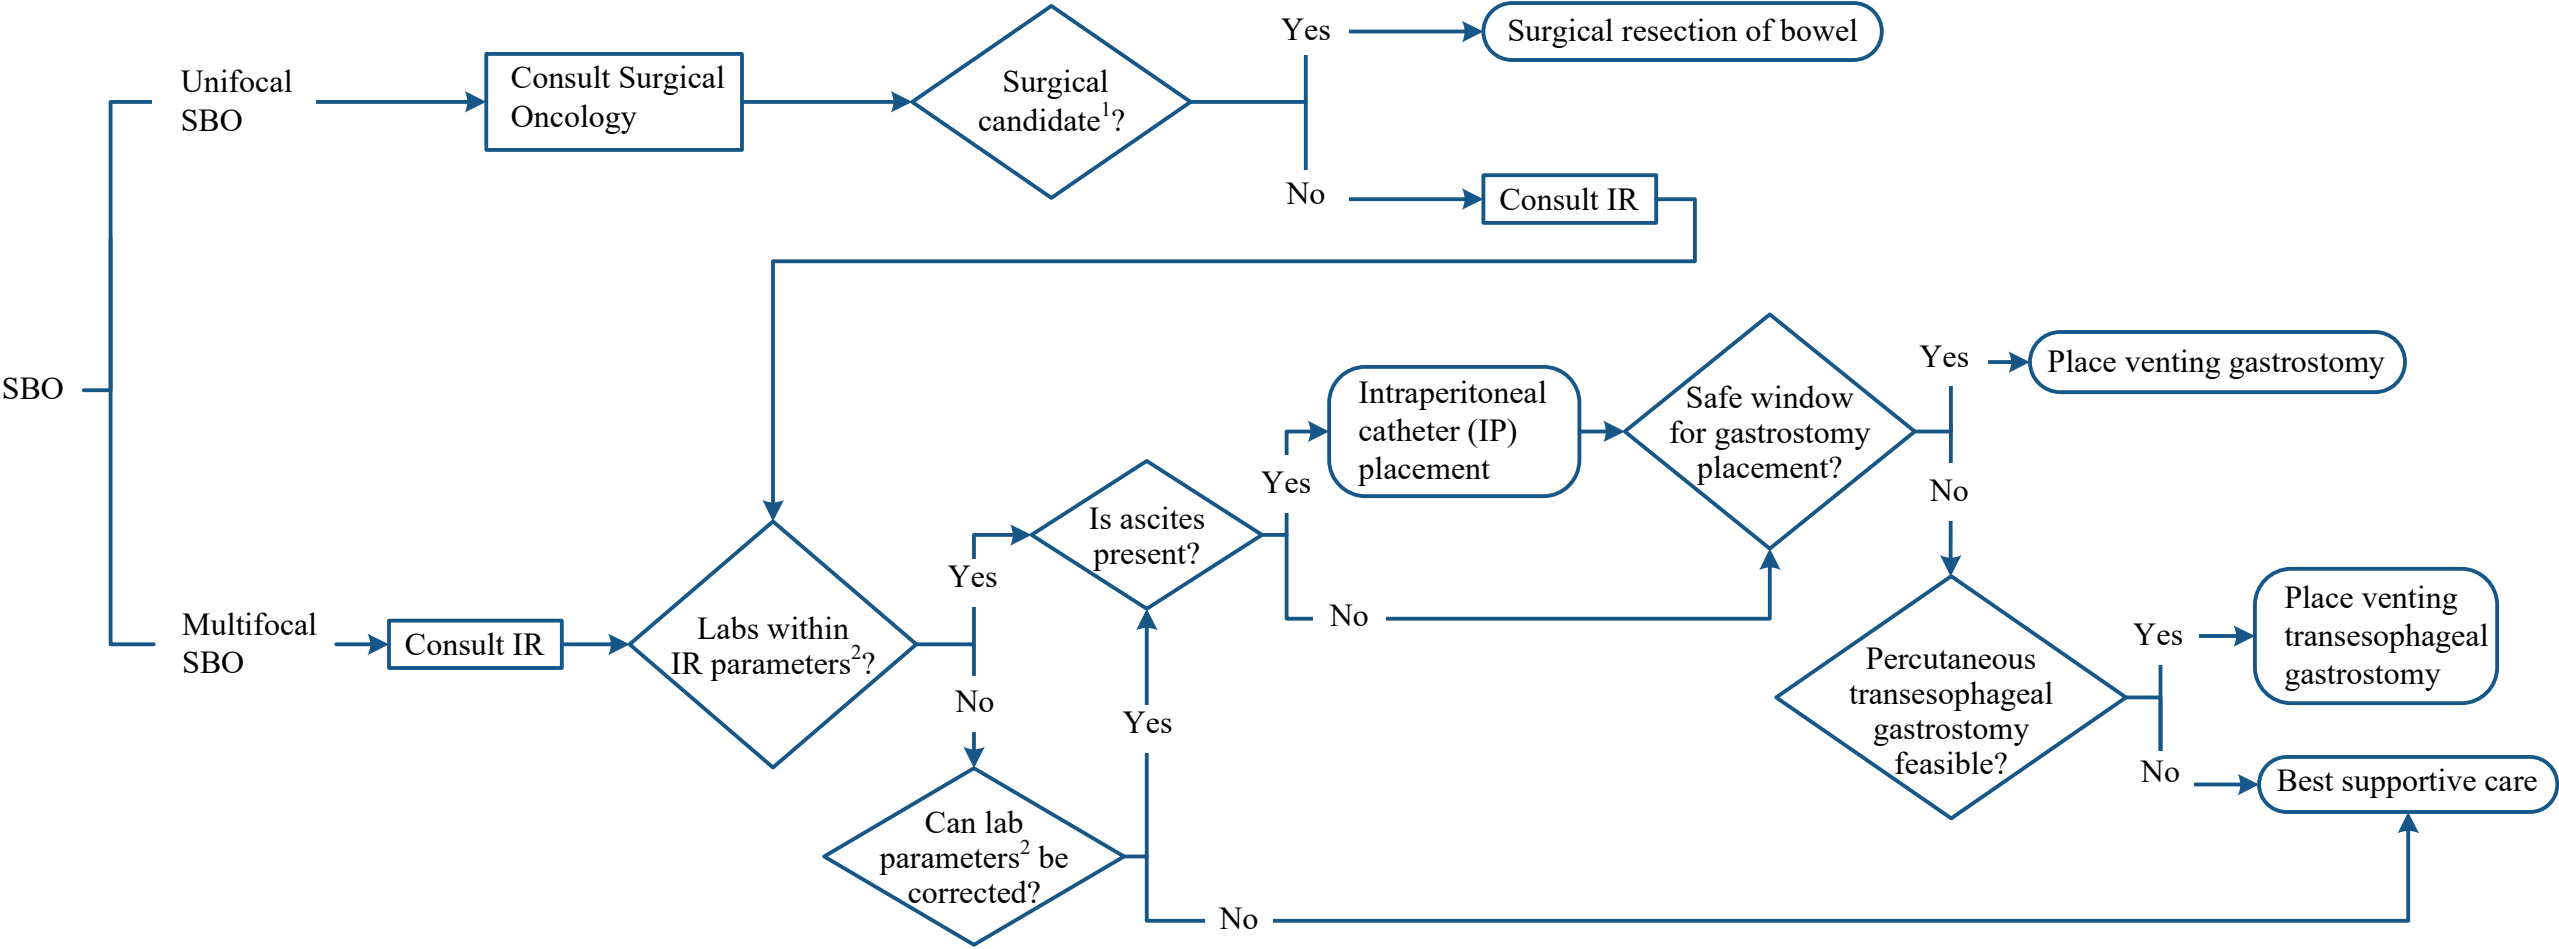 SBO
Unifocal
SBO
Consult Surgical
Oncology
Surgical
candidate¹?
Yes
Surgical resection of bowel
No
Consult IR
Multifocal
SBO
Consult IR
Labs within
IR parameters²?
Yes
No
Can lab
parameters² be
corrected?
Yes
No
Is ascites
present?
Yes
No
Intraperitoneal
catheter (IP)
placement
Safe window
for gastrostomy
placement?
Yes
Place venting gastrostomy
No
Percutaneous
transesophageal
gastrostomy
feasible?
Yes
Place venting
transesophageal
gastrostomy
No
Best supportive care